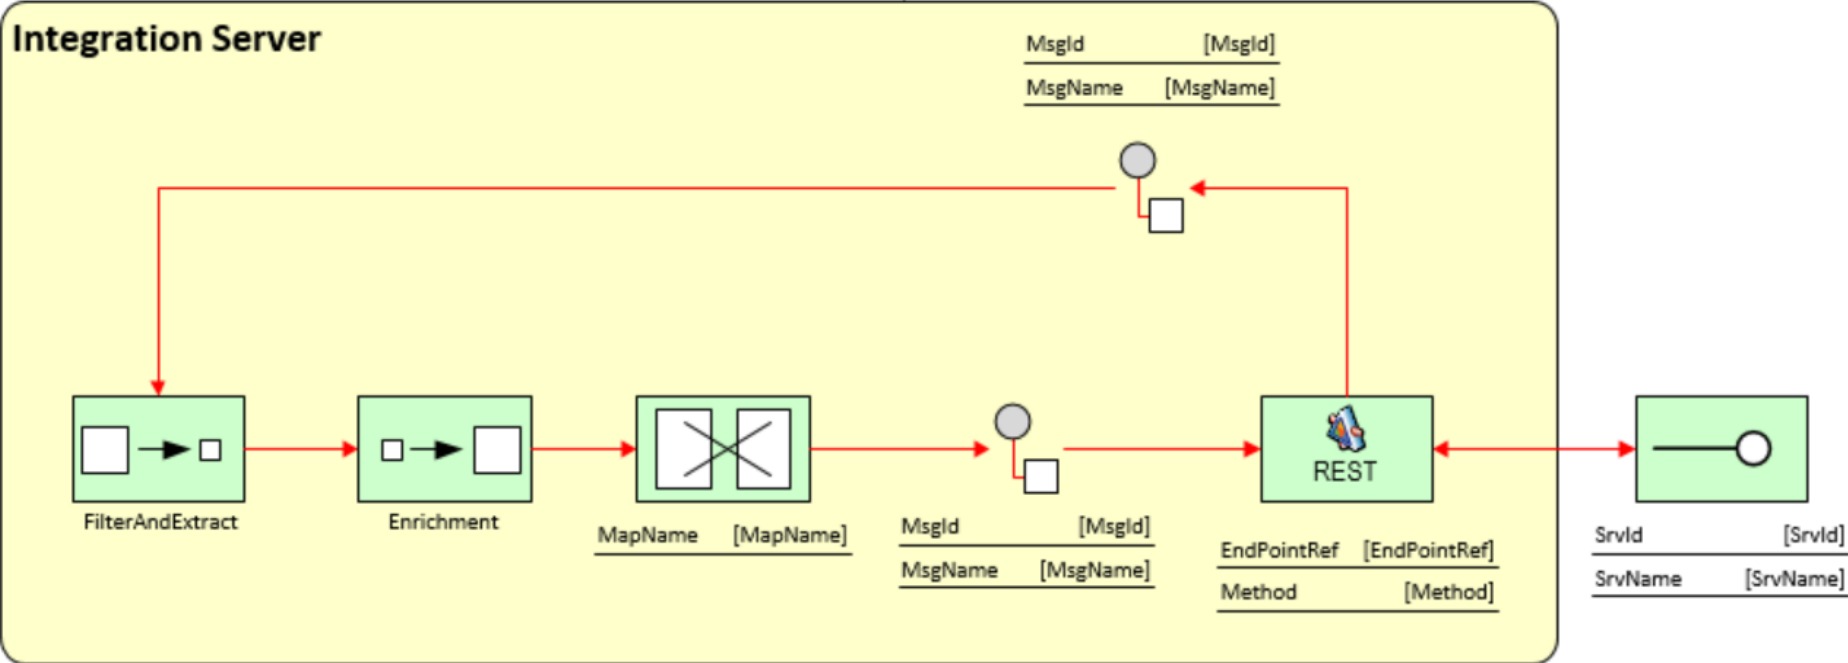 Integration Server
MsgId [MsgId]
MsgName [MsgName]
REST
FilterAndExtract
Enrichment
MapName [MapName]
MsgId [MsgId]
MsgName [MsgName]
EndPointRef [EndPointRef]
Method [Method]
SrvId [SrvId]
SrvName [SrvName]